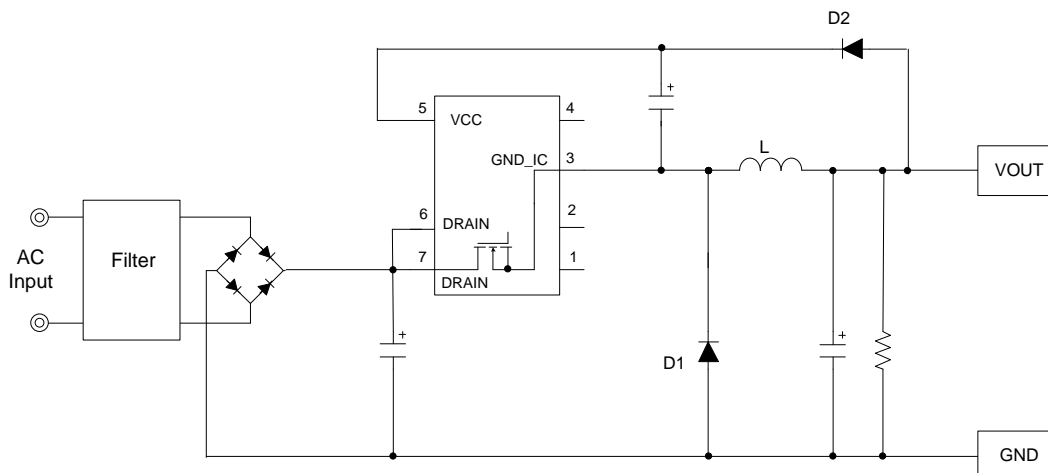 D2
+
5
4
VCC
GND_IC
3
L
VOUT
6
2
DRAIN
AC
Input
Filter
7
1
DRAIN
+
D1
+
GND